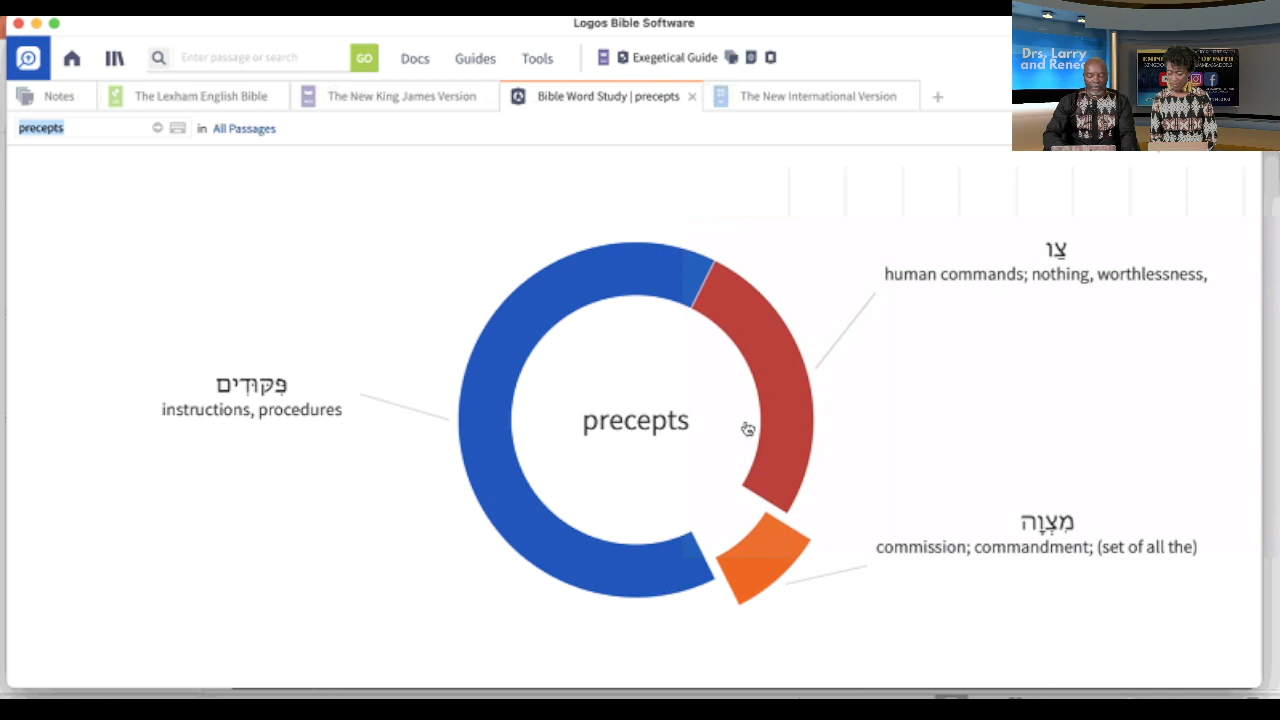 Logos Bible Software
Enter passage or search
GO
Docs
Guides
Tools
Exegetical Guide
Notes
The Lexham English Bible
The New King James Version
Bible Word Study | precepts
The New International Version
precepts
in All Passages
Drs. Larry
and Rene
צַו
human commands; nothing, worthlessness,
פִּקּוּדִים
instructions, procedures
precepts
מִצְוָה
commission; commandment; (set of all the)